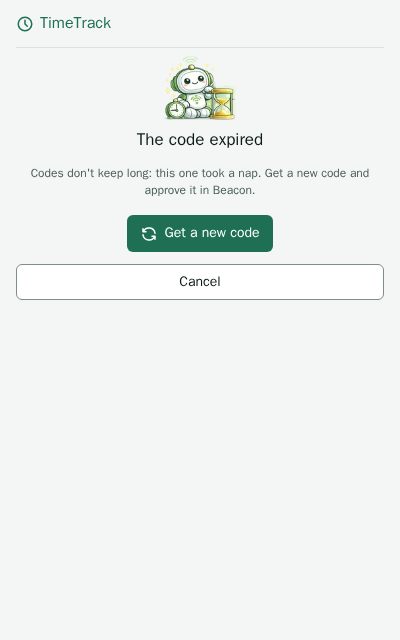 TimeTrack
The code expired
Codes don't keep long: this one took a nap. Get a new code and
approve it in Beacon.
Get a new code
Cancel